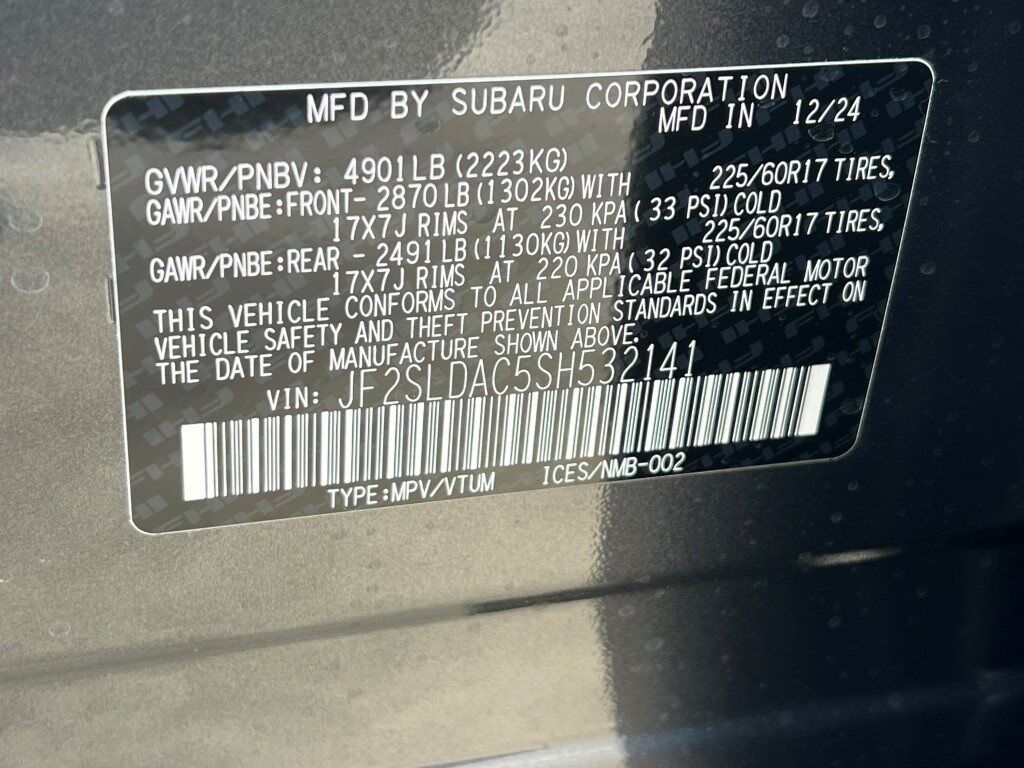 MFD BY SUBARU CORPORATION
MFD IN 12/24
GVWR/PNBV: 4901LB (2223KG)
GAWR/PNBE:FRONT- 2870LB(1302KG)WITH 225/60R17 TIRES,
17X7J RIMS AT 230 KPA( 33 PSI)COLD
GAWR/PNBE:REAR - 2491LB(1130KG)WITH 225/60R17 TIRES,
17X7J RIMS AT 220 KPA( 32 PSI)COLD
THIS VEHICLE CONFORMS TO ALL APPLICABLE FEDERAL MOTOR
VEHICLE SAFETY AND THEFT PREVENTION STANDARDS IN EFFECT ON
THE DATE OF MANUFACTURE SHOWN ABOVE.
VIN: JF2SLDAC5SH532141
TYPE:MPV/VTUM ICES/NMB-002